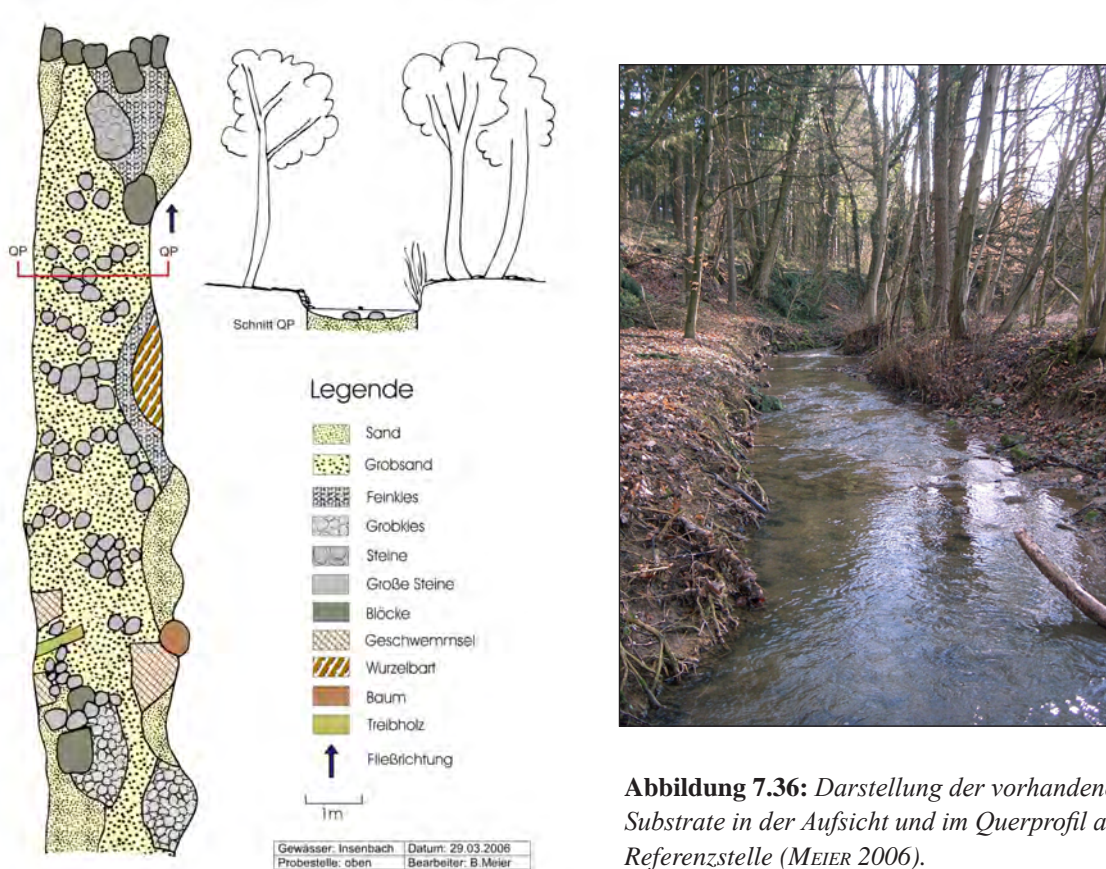 QP QP
Schnitt QP
Legende
Sand
Grobsand
Feinkies
Grobkies
Steine
Große Steine
Blöcke
Geschwemmsel
Wurzelbart
Baum
Treibholz
Fließrichtung
1m
Gewässer: Insenbach Datum: 29.03.2006
Probestelle: oben Bearbeiter: B.Meier
Abbildung 7.36: Darstellung der vorhandene
Substrate in der Aufsicht und im Querprofil a
Referenzstelle (MEIER 2006).